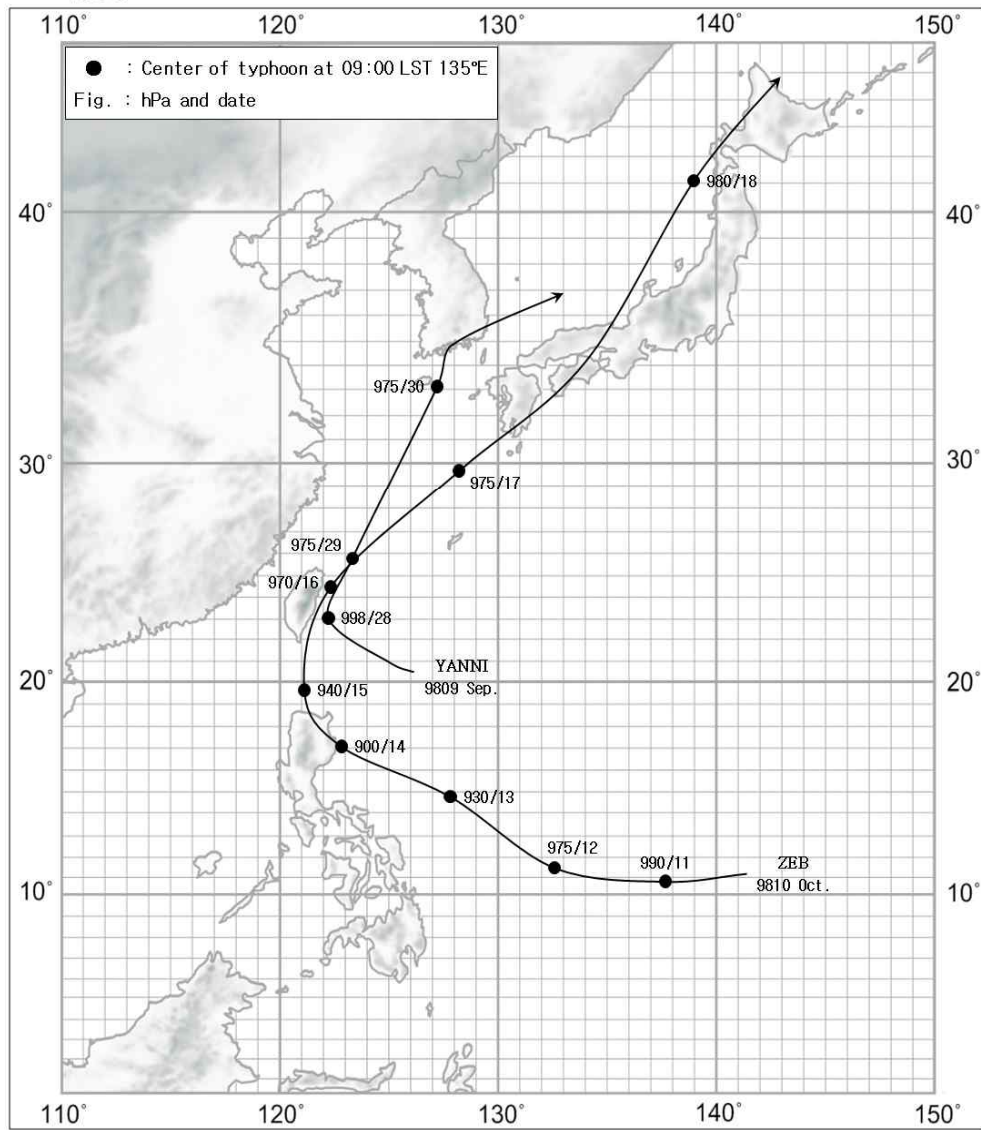 110° 120° 130° 140° 150°
● : Center of typhoon at 09:00 LST 135°E
Fig. : hPa and date
980/18
40° 40°
975/30
30° 30°
975/17
975/29
970/16
998/28
YANNI
9809 Sep.
20° 20°
940/15
900/14
930/13
975/12
990/11
ZEB
9810 Oct.
10° 10°
110° 120° 130° 140° 150°